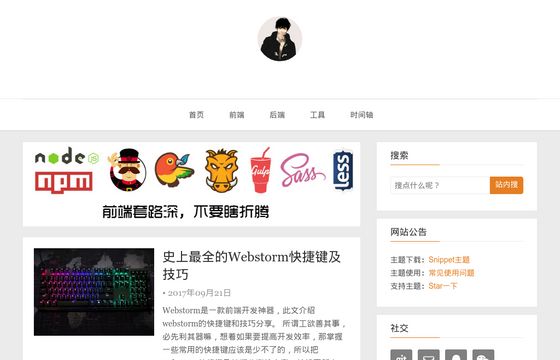 首页 前端 后端 工具 时间轴
node JS
npm
Gulp
Sass
less
前端套路深，不要瞎折腾
搜索
搜点什么呢？ 站内搜
网站公告
主题下载：Snippet主题
主题使用：常见使用问题
支持主题：Star一下
史上最全的Webstorm快捷键及
技巧
• 2017年09月21日
Webstorm是一款前端开发神器，此文介绍
webstorm的快捷键和技巧分享。 所谓工欲善其事，
必先利其器嘛，想着如果要提高开发效率，那掌握
一些常用的快捷键应该是少不了的，所以把
社交
git